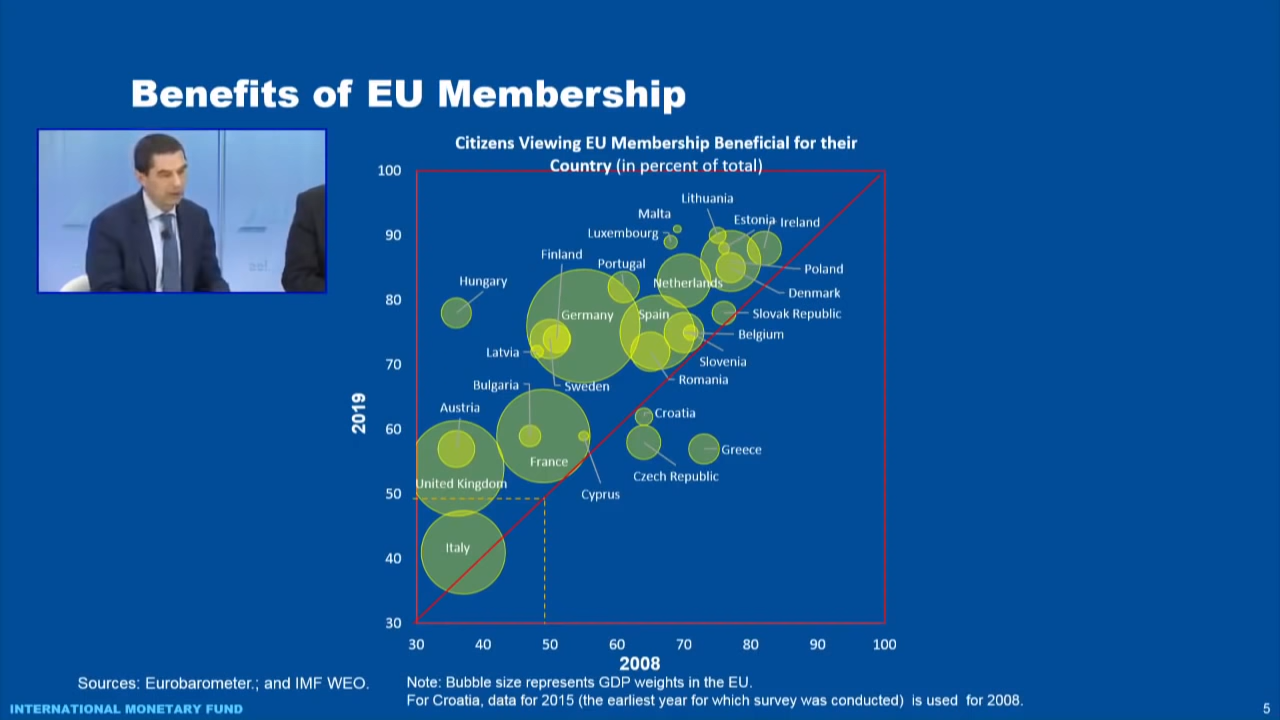 Benefits of EU Membership
Citizens Viewing EU Membership Beneficial for their
Country (in percent of total)
100
90
80
70
60
50
40
30
2019
Lithuania
Malta
Estonia
Ireland
Luxembourg
Finland
Portugal
Poland
Hungary
Netherlands
Denmark
Germany
Spain
Slovak Republic
Belgium
Latvia
Slovenia
Romania
Bulgaria
Sweden
Austria
Croatia
France
Greece
Czech Republic
United Kingdom
Cyprus
Italy
30 40 50 60 70 80 90 100
2008
Sources: Eurobarometer.; and IMF WEO.
Note: Bubble size represents GDP weights in the EU.
For Croatia, data for 2015 (the earliest year for which survey was conducted) is used for 2008.
INTERNATIONAL MONETARY FUND
5